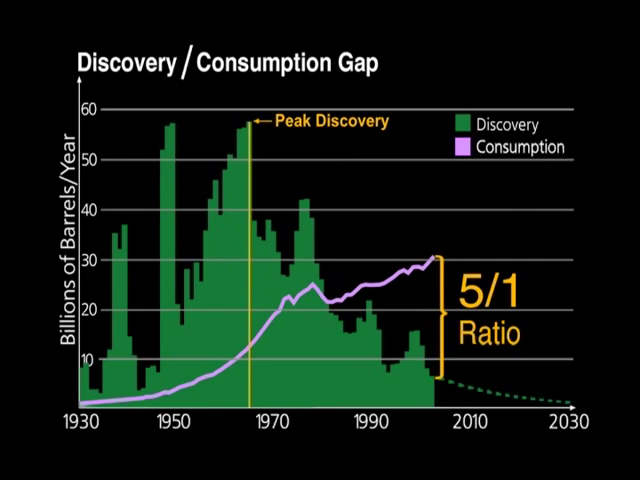 Discovery / Consumption Gap
Billions of Barrels/Year
60
50
40
30
20
10
Peak Discovery
Discovery
Consumption
5/1
Ratio
1930 1950 1970 1990 2010 2030